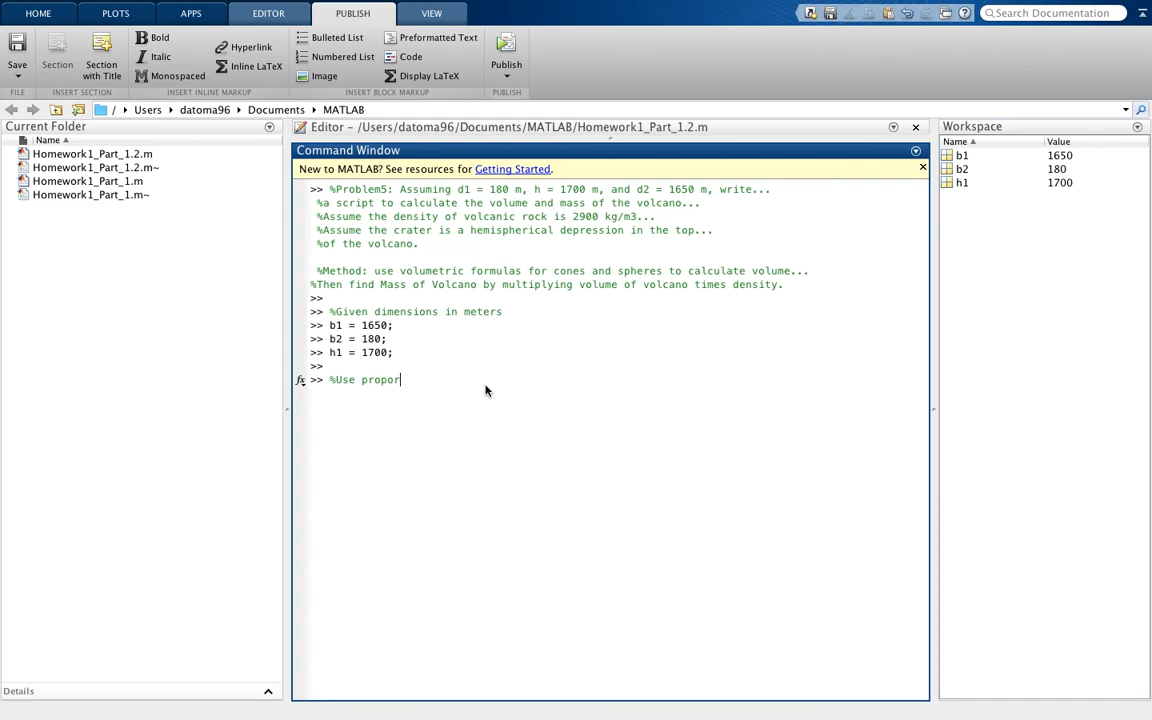 HOME PLOTS APPS EDITOR PUBLISH VIEW Search Documentation
Save
Section
Section with Title
FILE
INSERT SECTION
Bold
Italic
Monospaced
Hyperlink
Inline LaTeX
INSERT INLINE MARKUP
Bulleted List
Numbered List
Image
Preformatted Text
Code
Display LaTeX
INSERT BLOCK MARKUP
Publish
PUBLISH
/ Users datoma96 Documents MATLAB
Current Folder
Name
Homework1_Part_1.2.m
Homework1_Part_1.2.m~
Homework1_Part_1.m
Homework1_Part_1.m~
Details
Editor – /Users/datoma96/Documents/MATLAB/Homework1_Part_1.2.m
Command Window
New to MATLAB? See resources for Getting Started.
>> %Problem5: Assuming d1 = 180 m, h = 1700 m, and d2 = 1650 m, write...
%a script to calculate the volume and mass of the volcano...
%Assume the density of volcanic rock is 2900 kg/m3...
%Assume the crater is a hemispherical depression in the top...
%of the volcano.
%Method: use volumetric formulas for cones and spheres to calculate volume...
%Then find Mass of Volcano by multiplying volume of volcano times density.
>>
>> %Given dimensions in meters
>> b1 = 1650;
>> b2 = 180;
>> h1 = 1700;
>>
fx >> %Use propor
Workspace
Name Value
b1 1650
b2 180
h1 1700